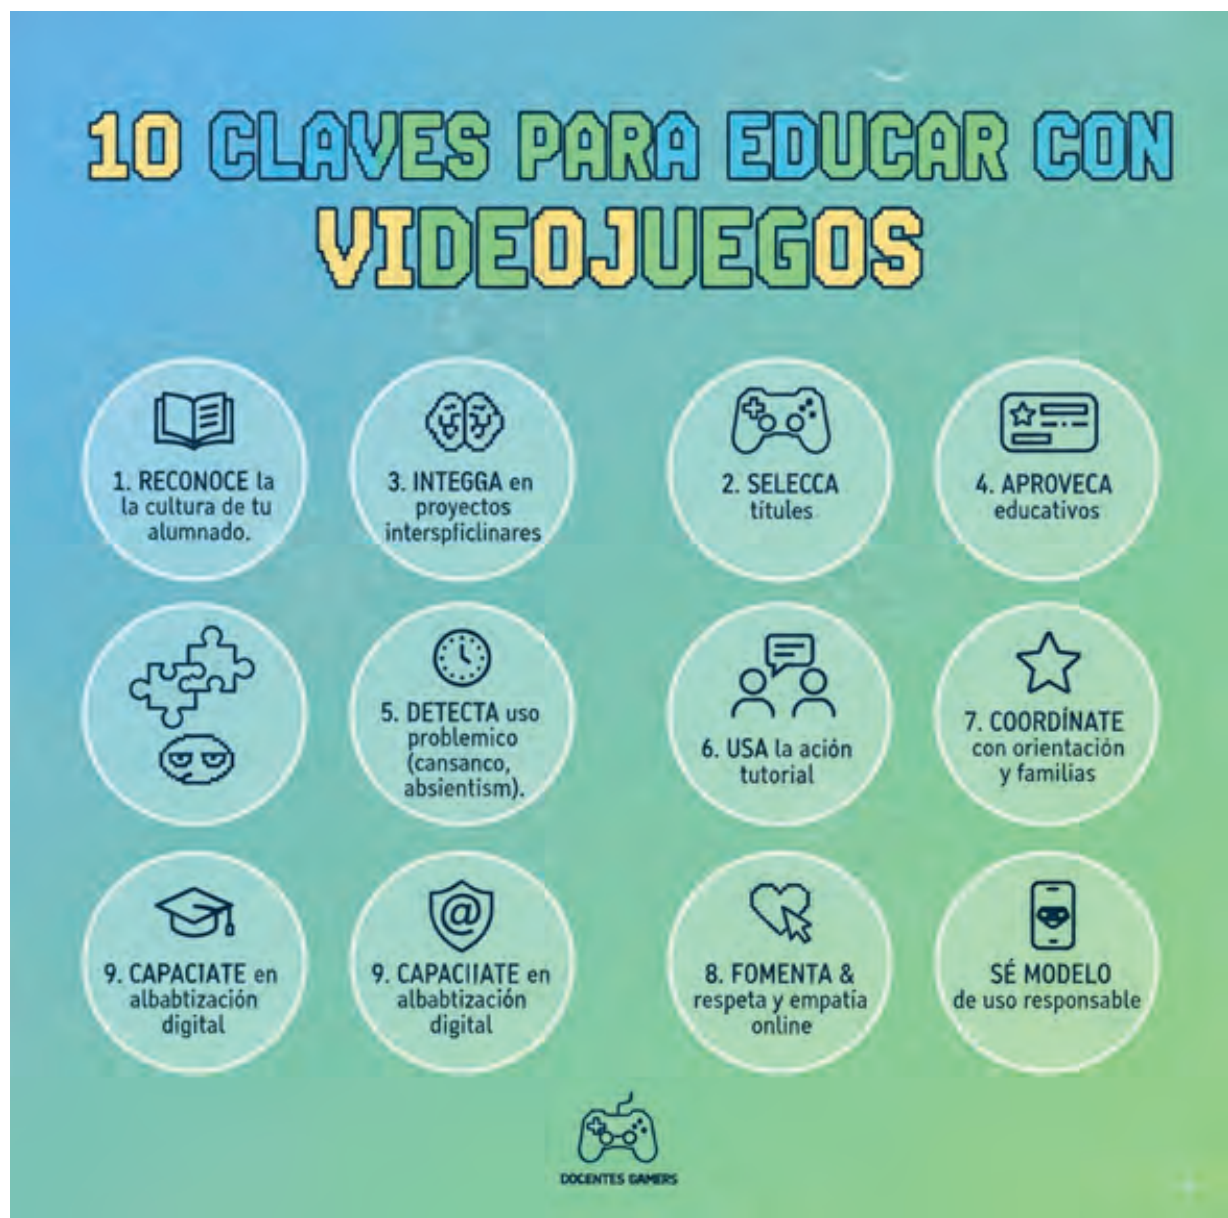 10 CLAVES PARA EDUCAR CON
VIDEOJUEGOS
1. RECONOCE la
la cultura de tu
alumnado.
3. INTEGGA en
proyectos
interspficlinares
2. SELECCA
títules
4. APROVECA
educativos
5. DETECTA uso
problemico
(cansanco,
absientism).
6. USA la ación
tutorial
7. COORDÍNATE
con orientación
y familias
9. CAPACIATE en
albabtización
digital
9. CAPACIIATE en
albabtización
digital
8. FOMENTA &
respeta y empatía
online
SÉ MODELO
de uso responsable
@
DOCENTES GAMERS